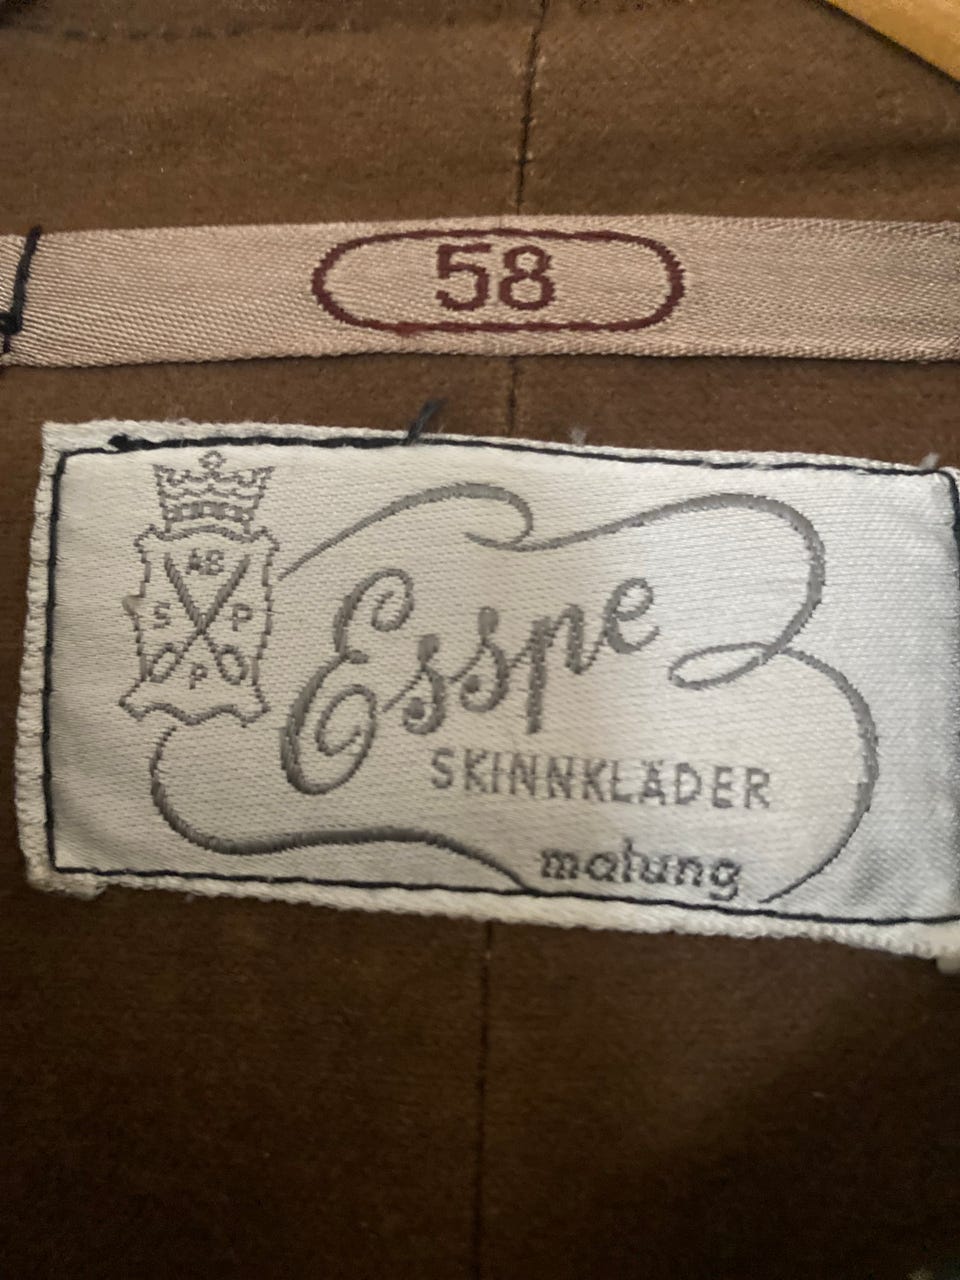 58
AB
S P
P
Esspe
SKINNKLÄDER
malung